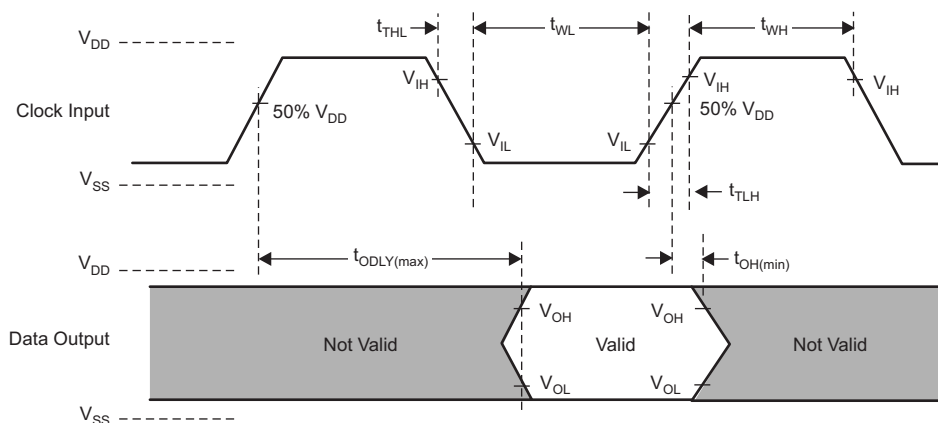 t_THL
t_WL
t_WH
V_DD
V_IH
V_IH
V_IH
Clock Input
50% V_DD
50% V_DD
V_IL
V_IL
V_SS
t_TLH
V_DD
t_ODLY(max)
t_OH(min)
V_OH
V_OH
Data Output
Not Valid
Valid
Not Valid
V_OL
V_OL
V_SS